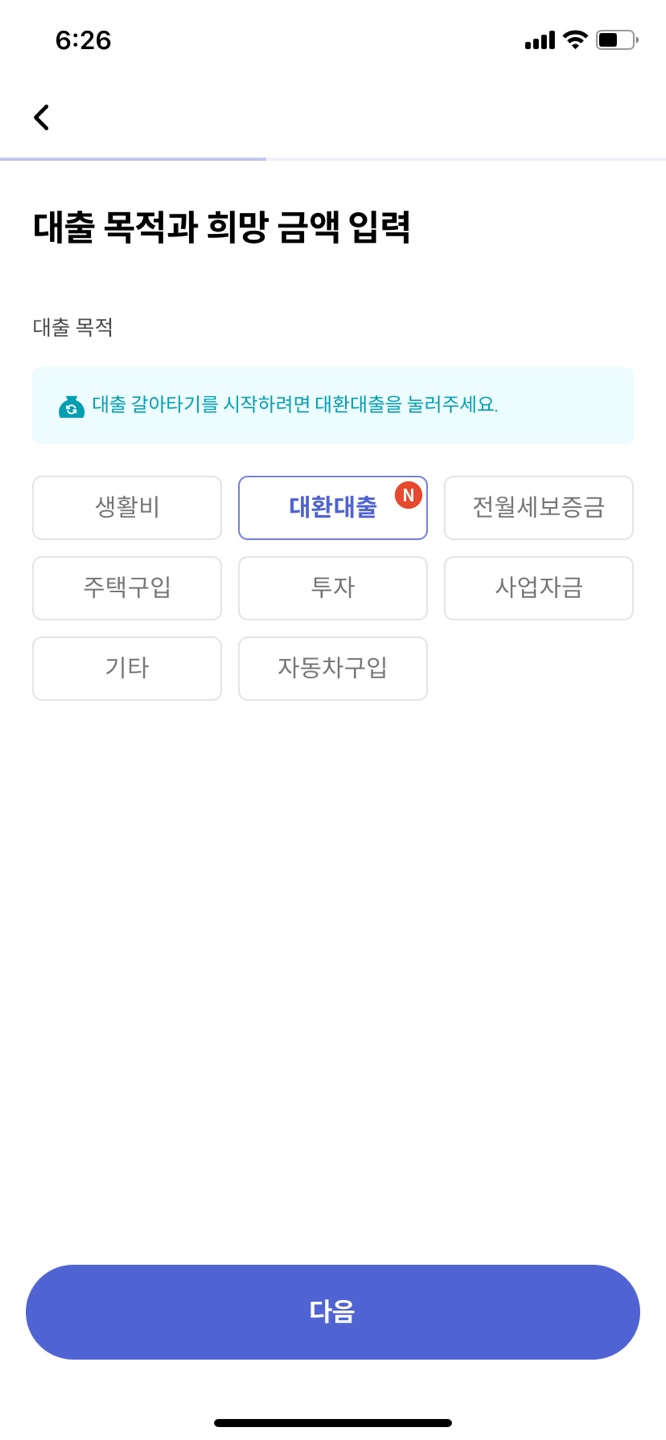 6:26
대출 목적과 희망 금액 입력
대출 목적
대출 갈아타기를 시작하려면 대환대출을 눌러주세요.
생활비
대환대출
N
전월세보증금
주택구입
투자
사업자금
기타
자동차구입
다음